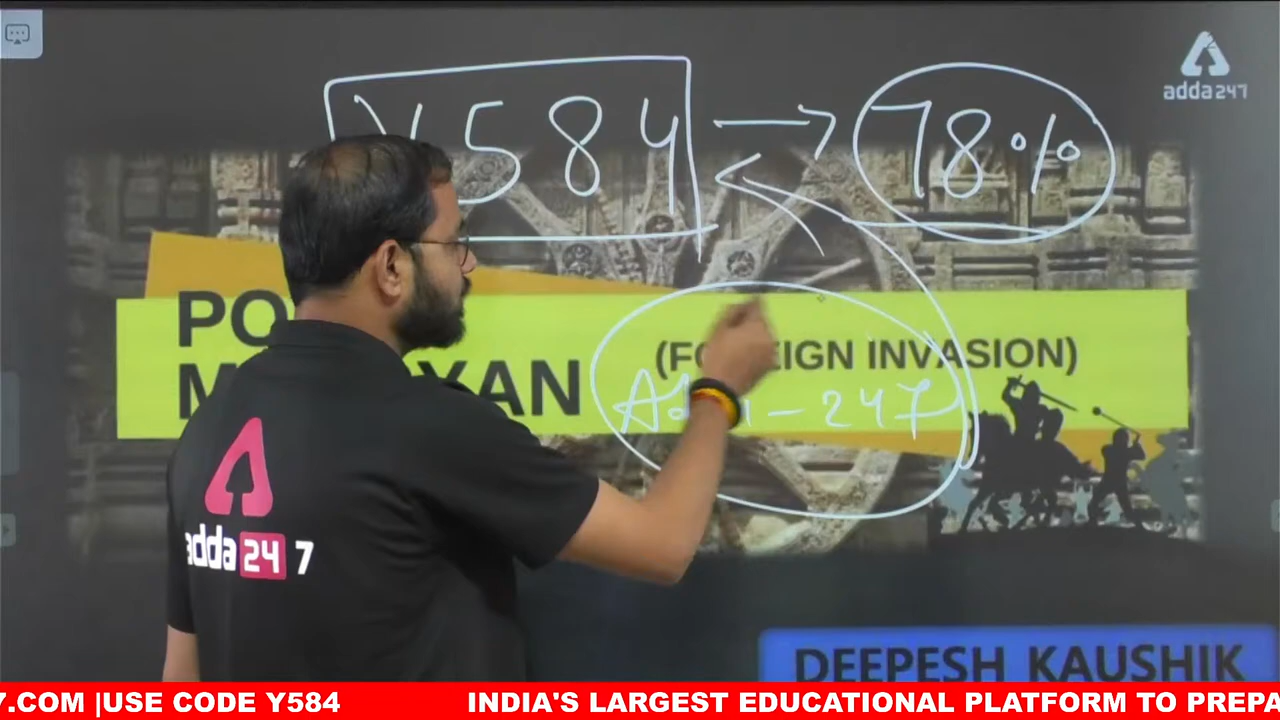 adda247
Y584 → 78%
(FOREIGN INVASION)
Adda-247
adda247
DEEPESH KAUSHIK
7.COM |USE CODE Y584 INDIA'S LARGEST EDUCATIONAL PLATFORM TO PREPA